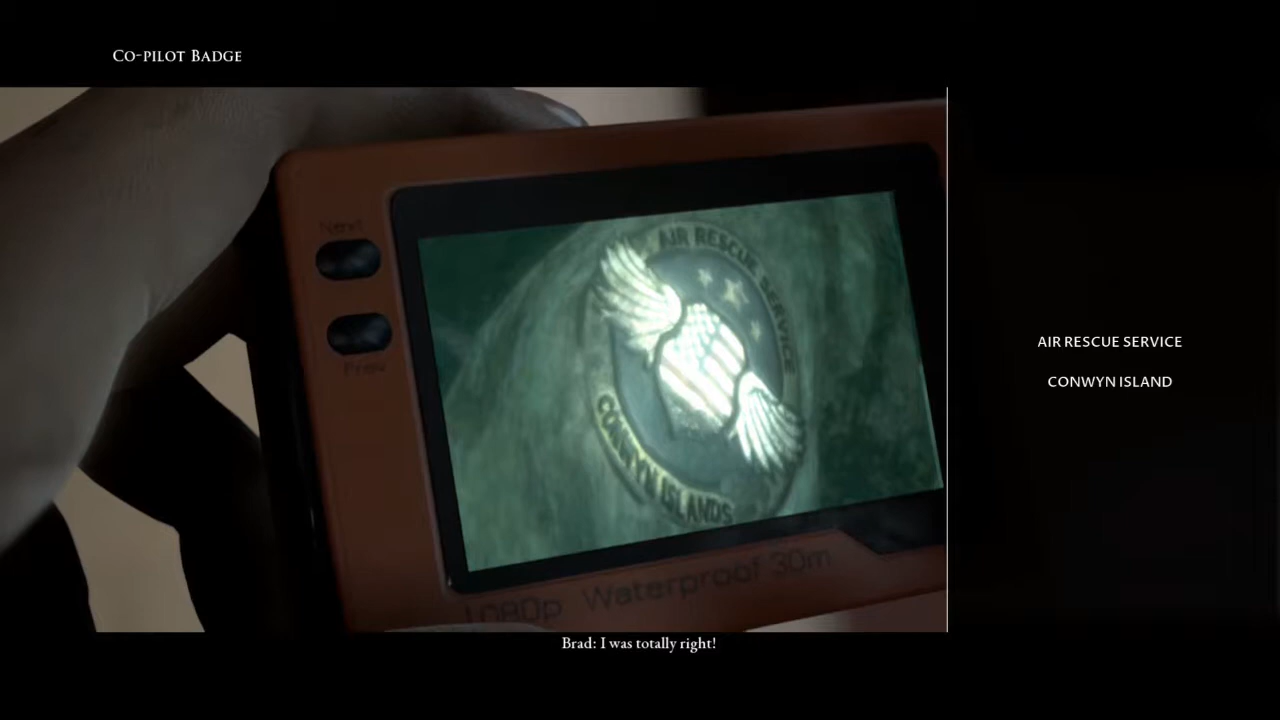 Co-pilot Badge
Next
Prev
AIR RESCUE SERVICE
CONWYN ISLANDS
1080p Waterproof 30m
AIR RESCUE SERVICE
CONWYN ISLAND
Brad: I was totally right!